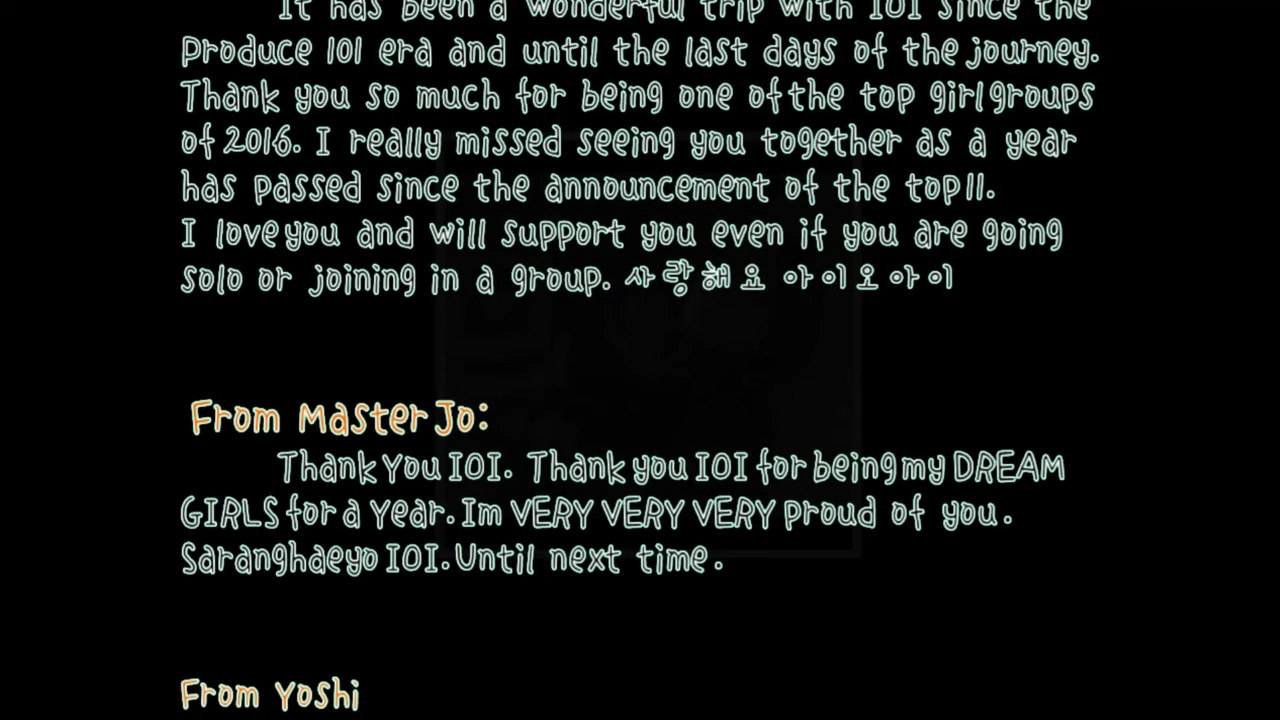 It has been a wonderful trip with IOI since the
Produce 101 era and until the last days of the journey.
Thank you so much for being one of the top girl groups
of 2016. I really missed seeing you together as a year
has passed since the announcement of the top 11.
I love you and will support you even if you are going
solo or joining in a group. 사랑해요 아이오아이
From Master Jo:
Thank You IOI. Thank you IOI for being my DREAM
GIRLS for a year. Im VERY VERY VERY proud of you.
Saranghaeyo IOI. Until next time.
From Yoshi